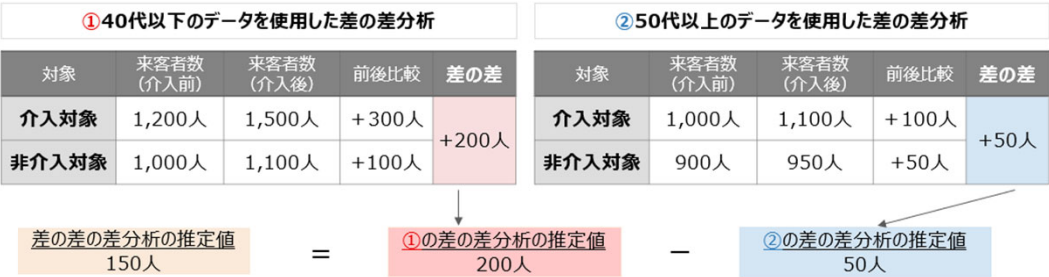 ①40代以下のデータを使用した差の差分析
対象 来客者数（介入前） 来客者数（介入後） 前後比較 差の差
介入対象 1,200人 1,500人 ＋300人 +200人
非介入対象 1,000人 1,100人 +100人
②50代以上のデータを使用した差の差分析
対象 来客者数（介入前） 来客者数（介入後） 前後比較 差の差
介入対象 1,000人 1,100人 ＋100人 +50人
非介入対象 900人 950人 +50人
差の差の差分析の推定値 ＝ ①の差の差分析の推定値 － ②の差の差分析の推定値
150人 200人 50人